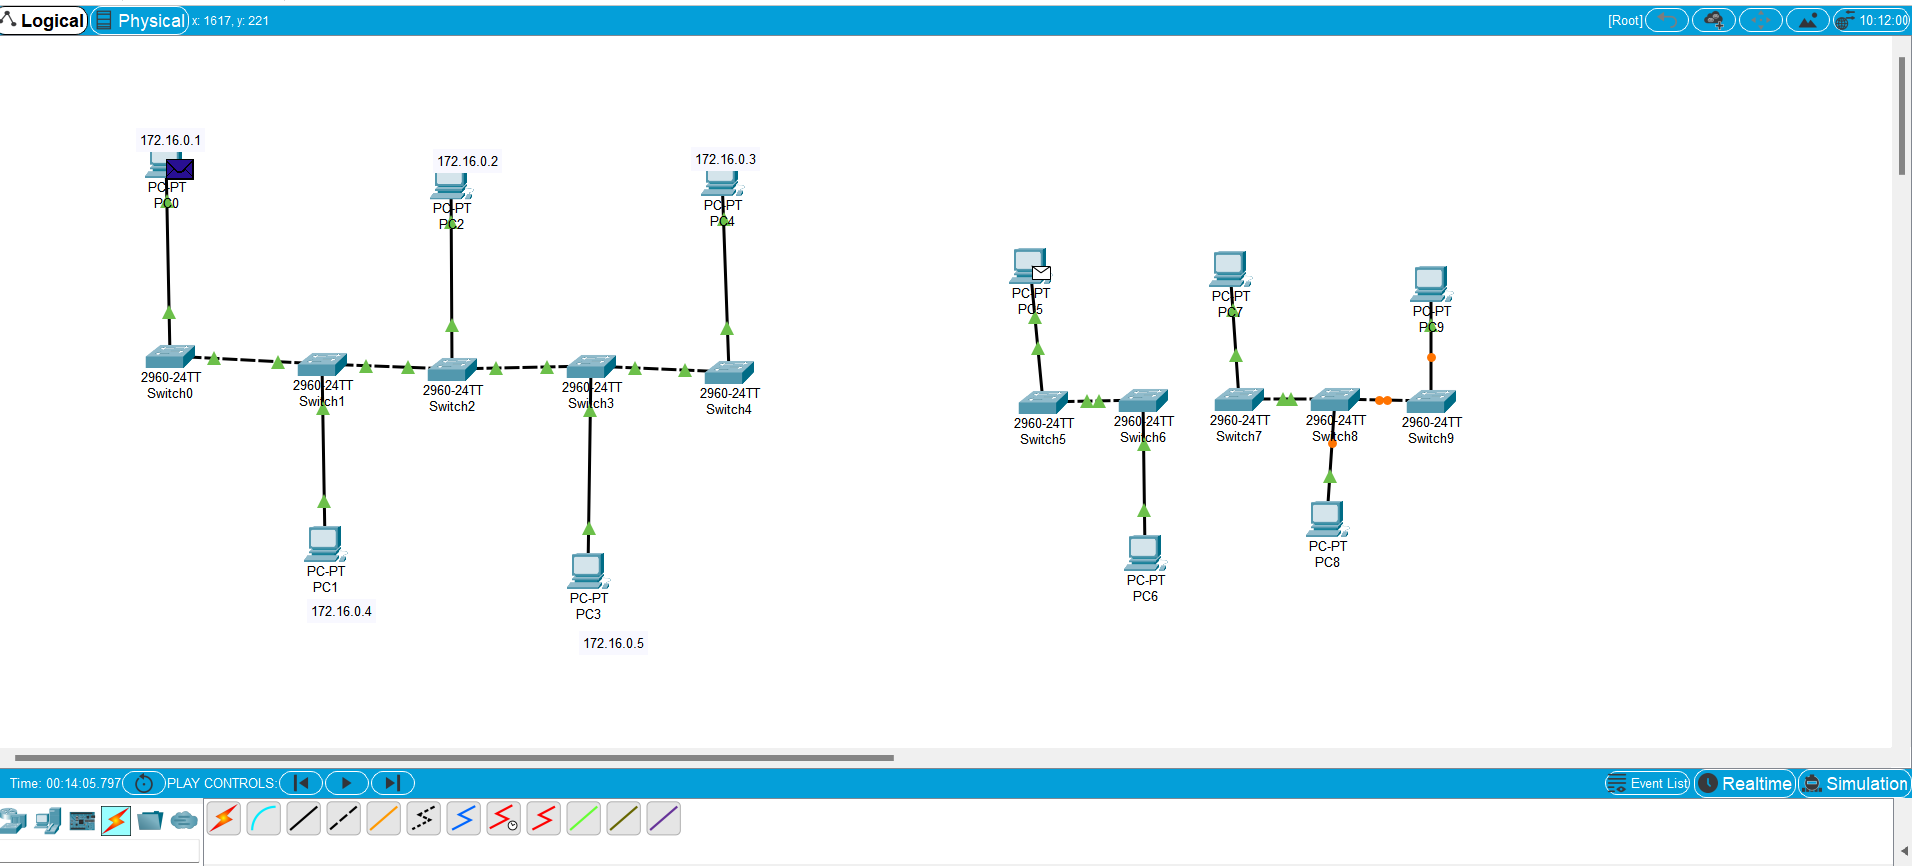 Logical
Physical
x: 1617, y: 221
[Root]
10:12:00
172.16.0.1
PC-PT
PC0
172.16.0.2
PC-PT
PC2
172.16.0.3
PC-PT
PC4
PC-PT
PC5
PC-PT
PC7
PC-PT
PC9
2960-24TT
Switch0
2960-24TT
Switch1
2960-24TT
Switch2
2960-24TT
Switch3
2960-24TT
Switch4
2960-24TT
Switch5
2960-24TT
Switch6
2960-24TT
Switch7
2960-24TT
Switch8
2960-24TT
Switch9
PC-PT
PC1
172.16.0.4
PC-PT
PC3
172.16.0.5
PC-PT
PC6
PC-PT
PC8
Time: 00:14:05.797
PLAY CONTROLS:
Event List
Realtime
Simulation